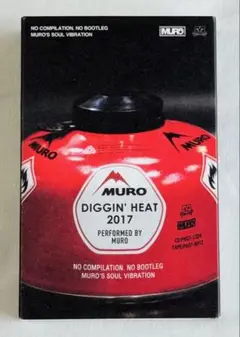 NO COMPILATION. NO BOOTLEG
MURO'S SOUL VIBRATION
MURO
MURO
DIGGIN' HEAT
2017
PERFORMED BY
MURO
MURO
NO COMPILATION. NO BOOTLEG
MURO'S SOUL VIBRATION